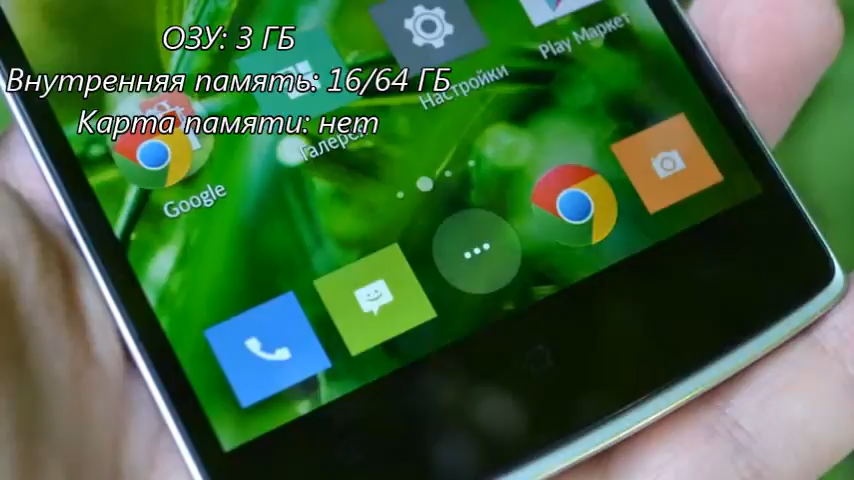 ОЗУ: 3 ГБ
Внутренняя память: 16/64 ГБ
Карта памяти: нет
Play Маркет
Настройки
Галерея
Google